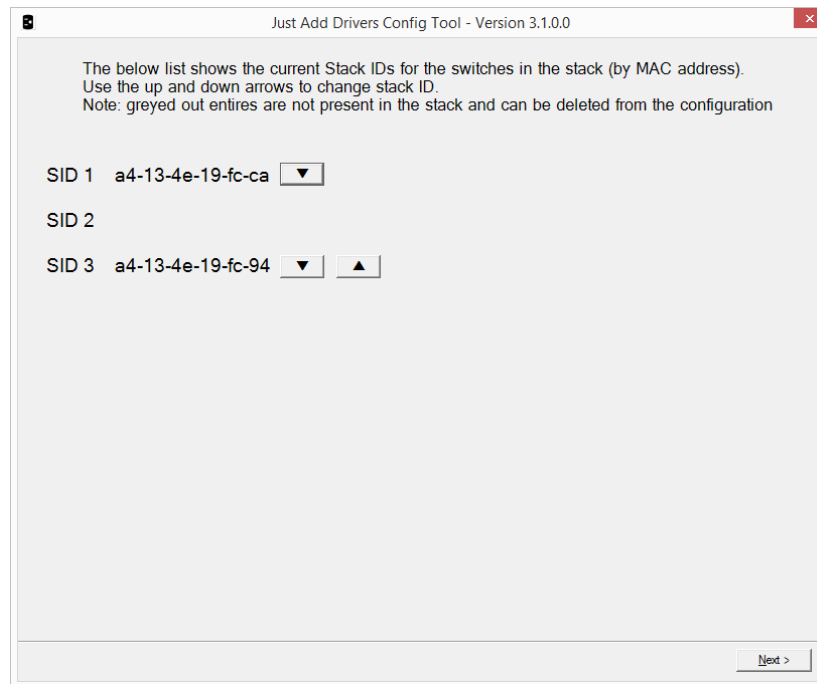 Just Add Drivers Config Tool - Version 3.1.0.0
The below list shows the current Stack IDs for the switches in the stack (by MAC address).
Use the up and down arrows to change stack ID.
Note: greyed out entires are not present in the stack and can be deleted from the configuration
SID 1 a4-13-4e-19-fc-ca ▼
SID 2
SID 3 a4-13-4e-19-fc-94 ▼ ▲
Next >